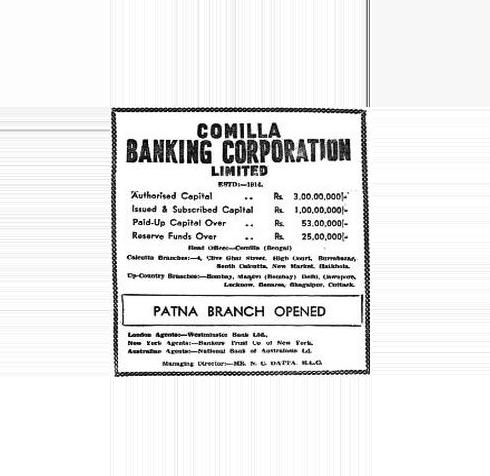 COMILLA
BANKING CORPORATION
LIMITED
ESTD:—1914.
Authorised Capital .. Rs. 3,00,00,000/-
Issued & Subscribed Capital Rs. 1,00,00,000/-
Paid-Up Capital Over .. Rs. 53,00,000/-
Reserve Funds Over .. Rs. 25,00,000/-
Head Office:—Comilla (Bengal)
Calcutta Branches:—4, Clive Ghat Street, High Court, Burrabazar,
South Calcutta, New Market, Hatkhola.
Up-Country Branches:—Bombay, Mandvi (Bombay) Delhi, Cawnpore,
Lucknow, Benares, Bhagalpur, Cuttack.
PATNA BRANCH OPENED
London Agents:—Westminster Bank Ltd.,
New York Agents:—Bankers Trust Co of New York,
Australian Agents:—National Bank of Australasia Ld.
Managing Director:—MR. N. C. DATTA, M.L.C.